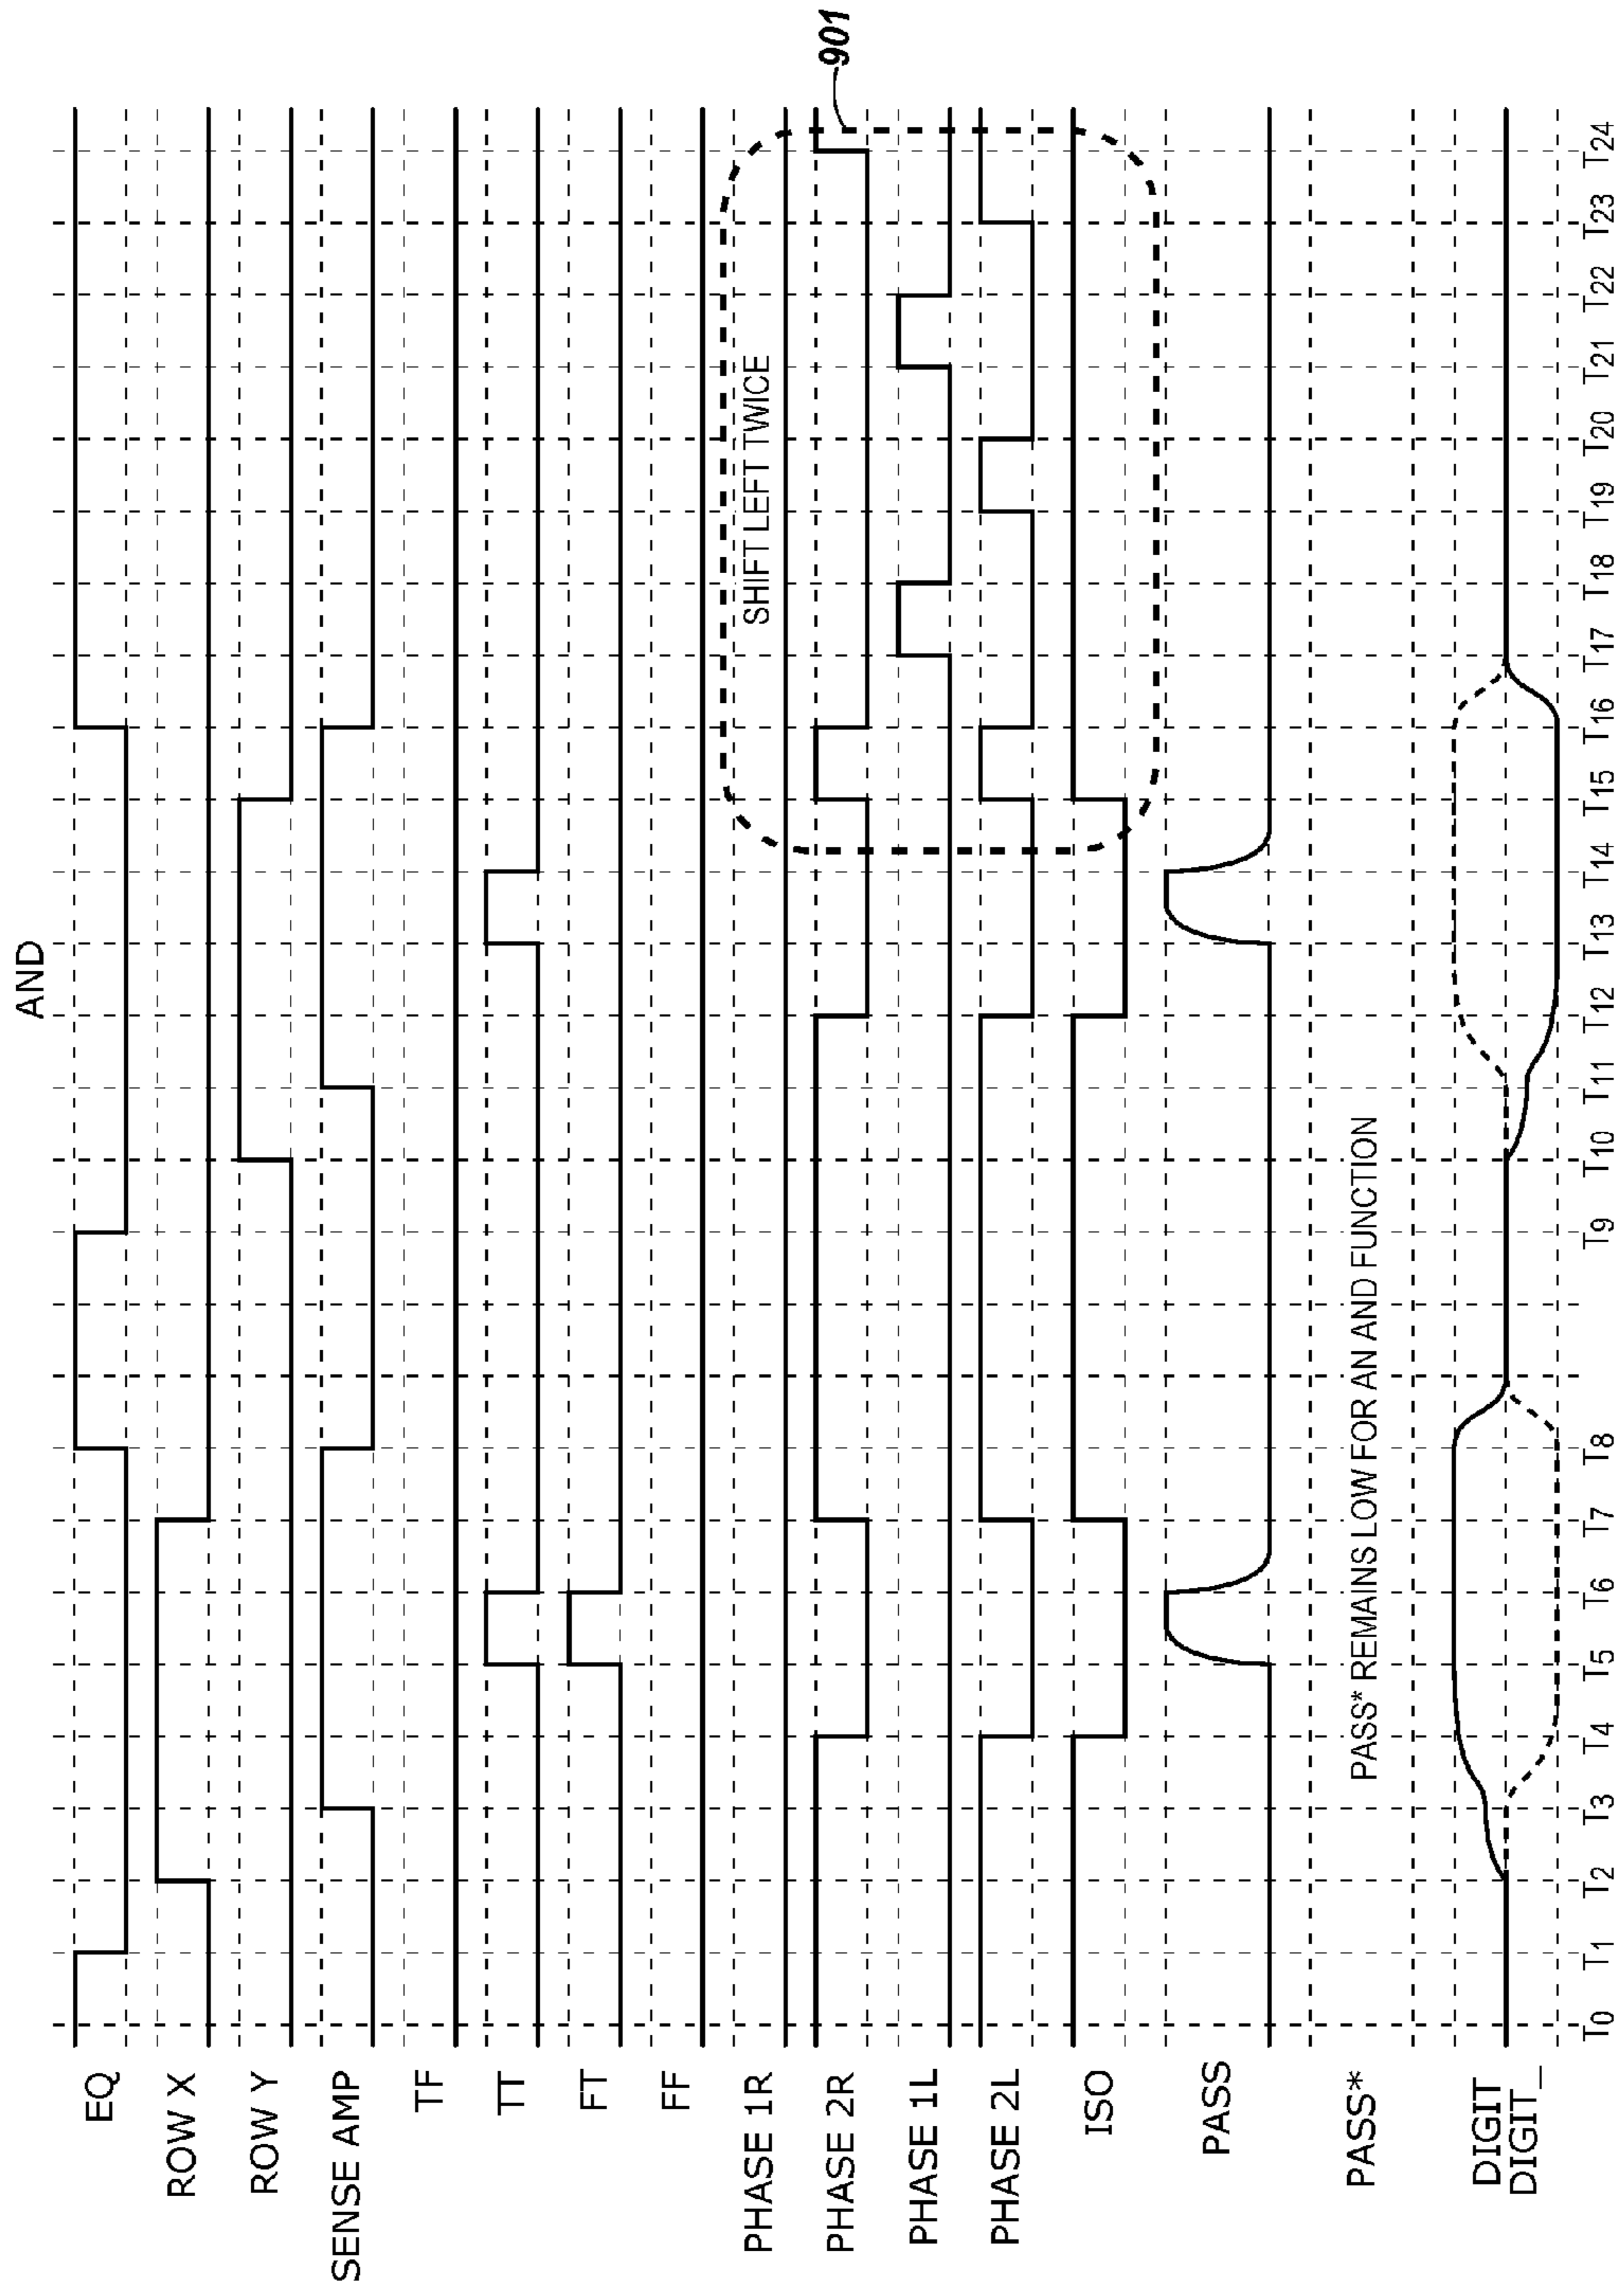 AND
EQ
ROW X
ROW Y
SENSE AMP
TF
TT
FT
FF
PHASE 1R
SHIFT LEFT TWICE
901
PHASE 2R
PHASE 1L
PHASE 2L
ISO
PASS
PASS*
PASS* REMAINS LOW FOR AN AND FUNCTION
DIGIT
DIGIT_
T0 T1 T2 T3 T4 T5 T6 T7 T8 T9 T10 T11 T12 T13 T14 T15 T16 T17 T18 T19 T20 T21 T22 T23 T24